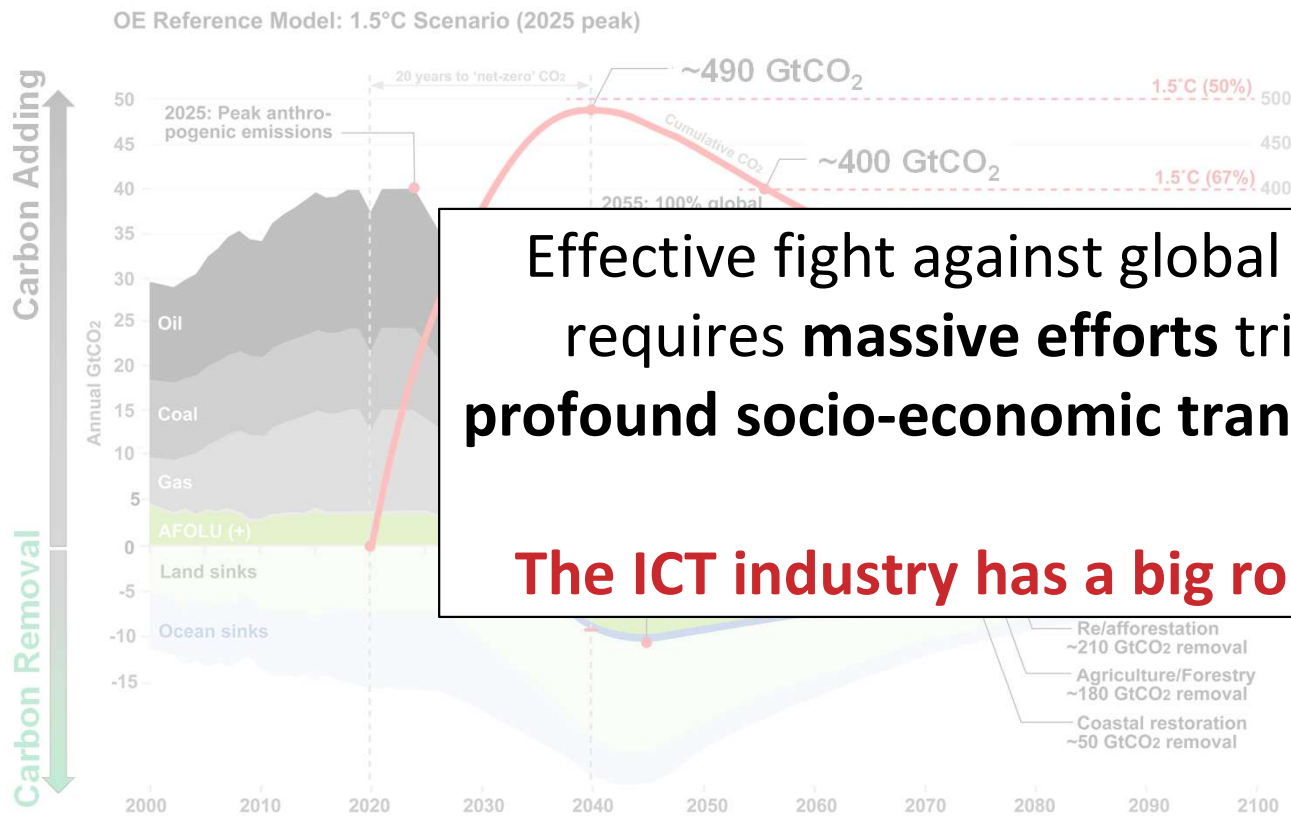 OE Reference Model: 1.5°C Scenario (2025 peak)
Carbon Adding
Carbon Removal
Annual GtCO2
20 years to 'net-zero' CO2
~490 GtCO2
1.5°C (50%)
2025: Peak anthro-
pogenic emissions
Cumulative CO2
~400 GtCO2
1.5°C (67%)
2055: 100% global
50
45
40
35
30
25
20
15
10
5
0
-5
-10
-15
500
450
400
Oil
Coal
Gas
AFOLU (+)
Land sinks
Ocean sinks
Effective fight against global
requires massive efforts tri
profound socio-economic tran
The ICT industry has a big ro
Re/afforestation
~210 GtCO2 removal
Agriculture/Forestry
~180 GtCO2 removal
Coastal restoration
~50 GtCO2 removal
2000 2010 2020 2030 2040 2050 2060 2070 2080 2090 2100